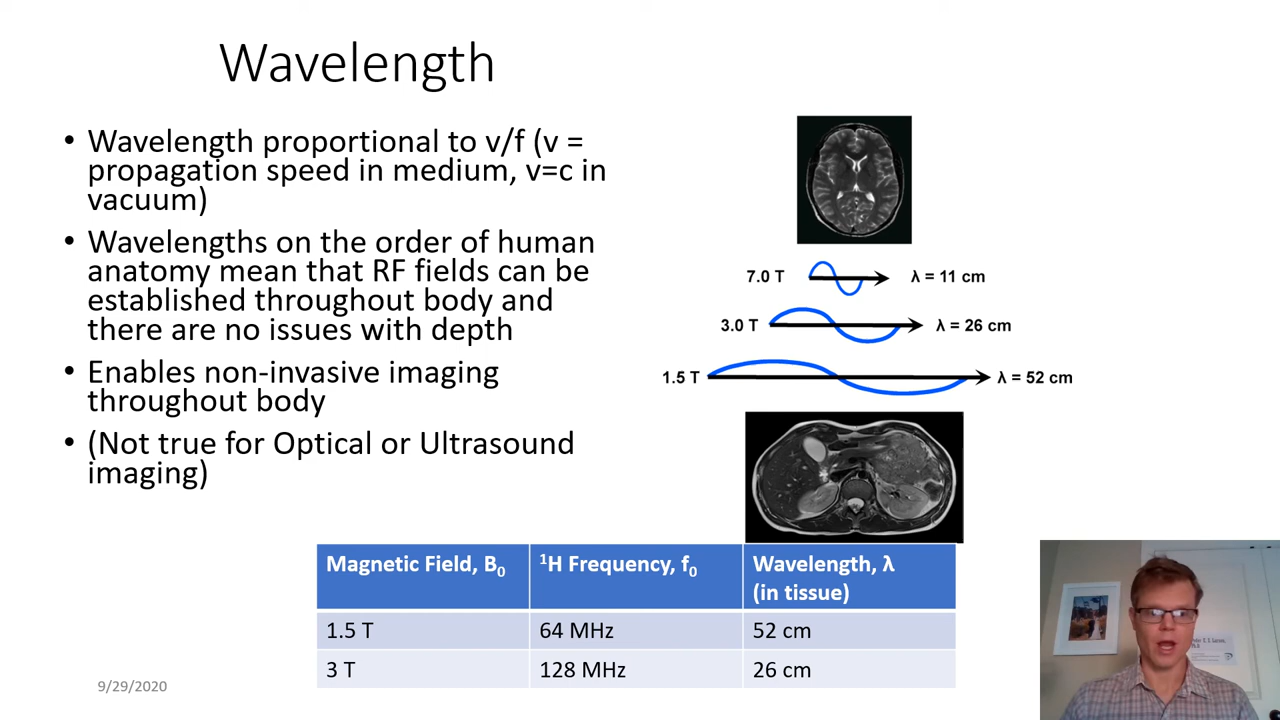 Wavelength
• Wavelength proportional to v/f (v =
propagation speed in medium, v=c in
vacuum)
• Wavelengths on the order of human
anatomy mean that RF fields can be
established throughout body and
there are no issues with depth
• Enables non-invasive imaging
throughout body
• (Not true for Optical or Ultrasound
imaging)
7.0 T λ = 11 cm
3.0 T λ = 26 cm
1.5 T λ = 52 cm
Magnetic Field, B₀ ¹H Frequency, f₀ Wavelength, λ
(in tissue)
1.5 T 64 MHz 52 cm
3 T 128 MHz 26 cm
9/29/2020